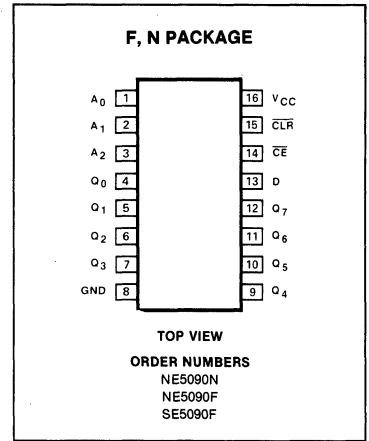 F, N PACKAGE
A0 1 16 VCC
A1 2 15 CLR
A2 3 14 CE
Q0 4 13 D
Q1 5 12 Q7
Q2 6 11 Q6
Q3 7 10 Q5
GND 8 9 Q4
TOP VIEW
ORDER NUMBERS
NE5090N
NE5090F
SE5090F